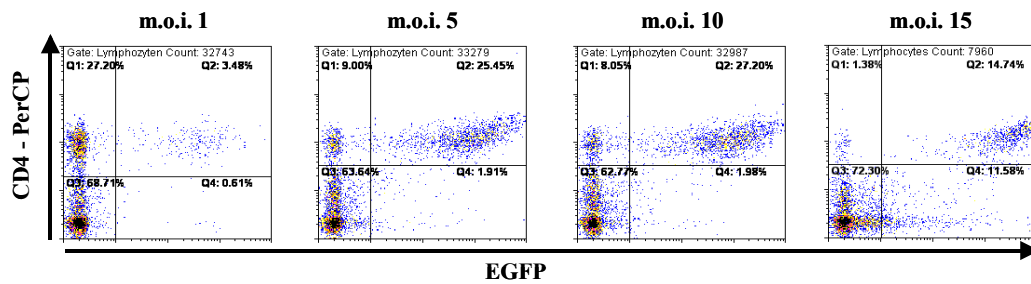 m.o.i. 1
m.o.i. 5
m.o.i. 10
m.o.i. 15
CD4 - PerCP
Gate: Lymphozyten Count: 32743
Q1: 27.20%
Q2: 3.48%
Q3: 68.71%
Q4: 0.61%
Gate: Lymphozyten Count: 33279
Q1: 9.00%
Q2: 25.45%
Q3: 63.64%
Q4: 1.91%
Gate: Lymphozyten Count: 32987
Q1: 8.05%
Q2: 27.20%
Q3: 62.77%
Q4: 1.98%
Gate: Lymphocytes Count: 7960
Q1: 1.38%
Q2: 14.74%
Q3: 72.30%
Q4: 11.58%
EGFP